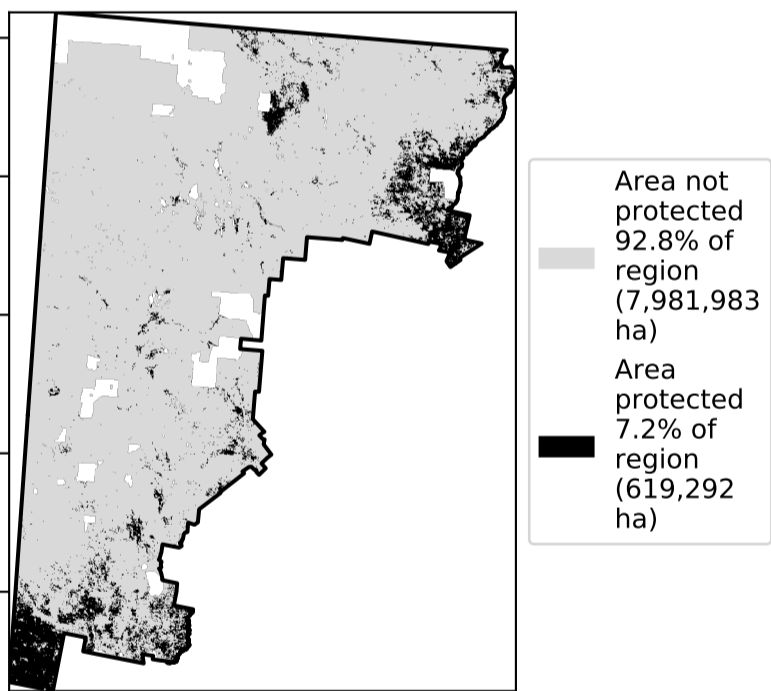 Area not
protected
92.8% of
region
(7,981,983
ha)
Area
protected
7.2% of
region
(619,292
ha)